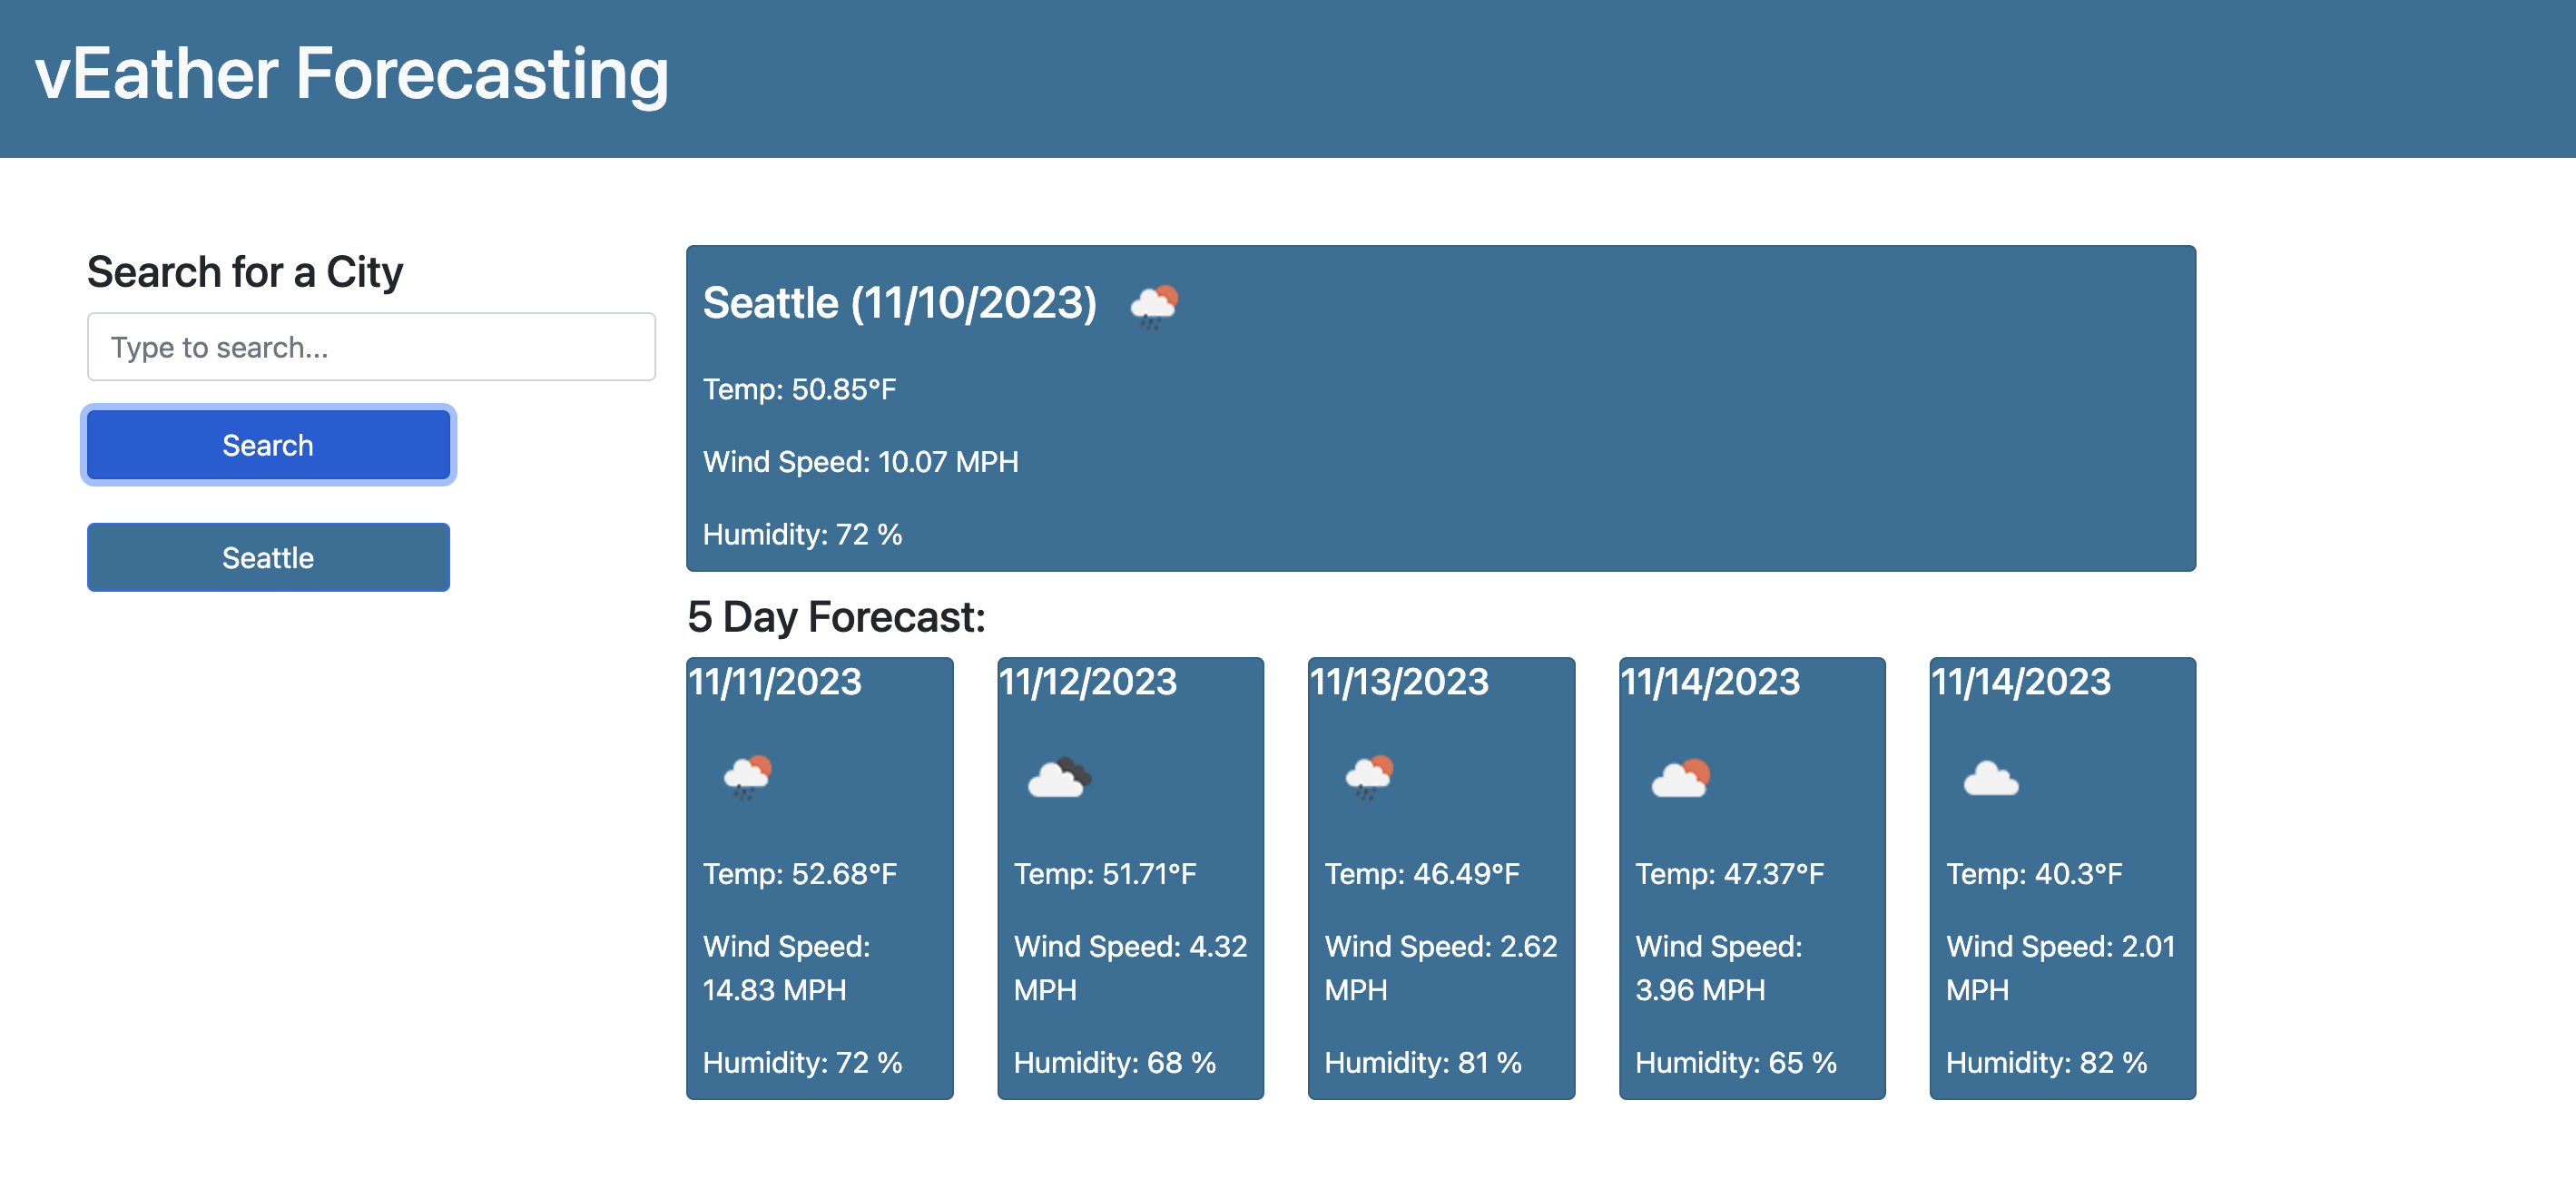 vEather Forecasting
Search for a City
Type to search...
Search
Seattle
Seattle (11/10/2023)
Temp: 50.85°F
Wind Speed: 10.07 MPH
Humidity: 72 %
5 Day Forecast:
11/11/2023
Temp: 52.68°F
Wind Speed:
14.83 MPH
Humidity: 72 %
11/12/2023
Temp: 51.71°F
Wind Speed: 4.32
MPH
Humidity: 68 %
11/13/2023
Temp: 46.49°F
Wind Speed: 2.62
MPH
Humidity: 81 %
11/14/2023
Temp: 47.37°F
Wind Speed:
3.96 MPH
Humidity: 65 %
11/14/2023
Temp: 40.3°F
Wind Speed: 2.01
MPH
Humidity: 82 %